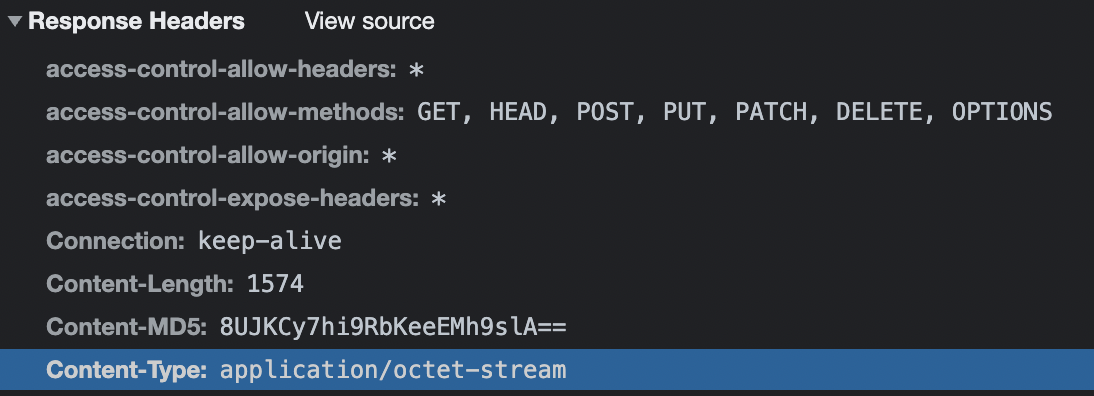 Response Headers View source
access-control-allow-headers: *
access-control-allow-methods: GET, HEAD, POST, PUT, PATCH, DELETE, OPTIONS
access-control-allow-origin: *
access-control-expose-headers: *
Connection: keep-alive
Content-Length: 1574
Content-MD5: 8UJKCy7hi9RbKeeEMh9slA==
Content-Type: application/octet-stream